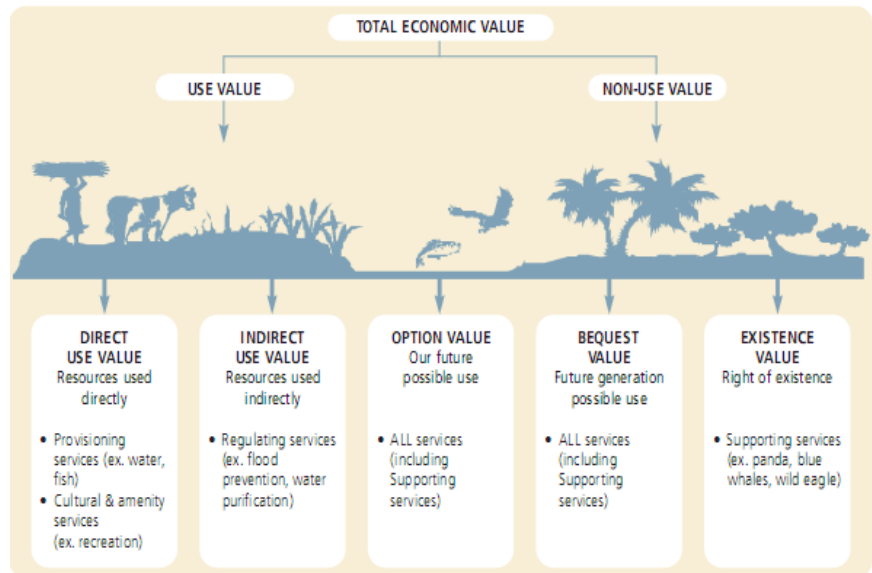 TOTAL ECONOMIC VALUE
USE VALUE
NON-USE VALUE
DIRECT
USE VALUE
Resources used
directly
• Provisioning
services (ex. water,
fish)
• Cultural & amenity
services
(ex. recreation)
INDIRECT
USE VALUE
Resources used
indirectly
• Regulating services
(ex. flood
prevention, water
purification)
OPTION VALUE
Our future
possible use
• ALL services
(including
Supporting
services)
BEQUEST
VALUE
Future generation
possible use
• ALL services
(including
Supporting
services)
EXISTENCE
VALUE
Right of existence
• Supporting services
(ex. panda, blue
whales, wild eagle)